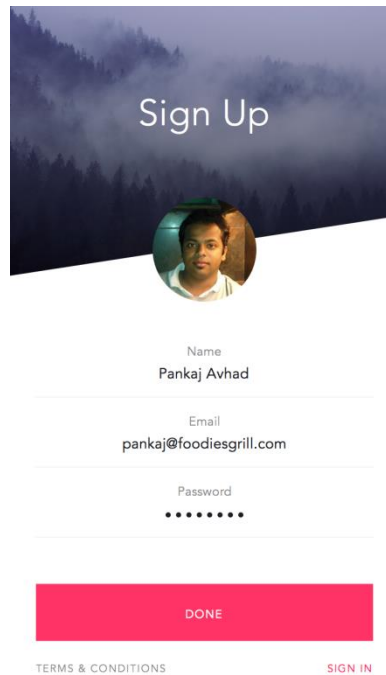 Sign Up
Name
Pankaj Avhad
Email
pankaj@foodiesgrill.com
Password
••••••••
DONE
TERMS & CONDITIONS
SIGN IN